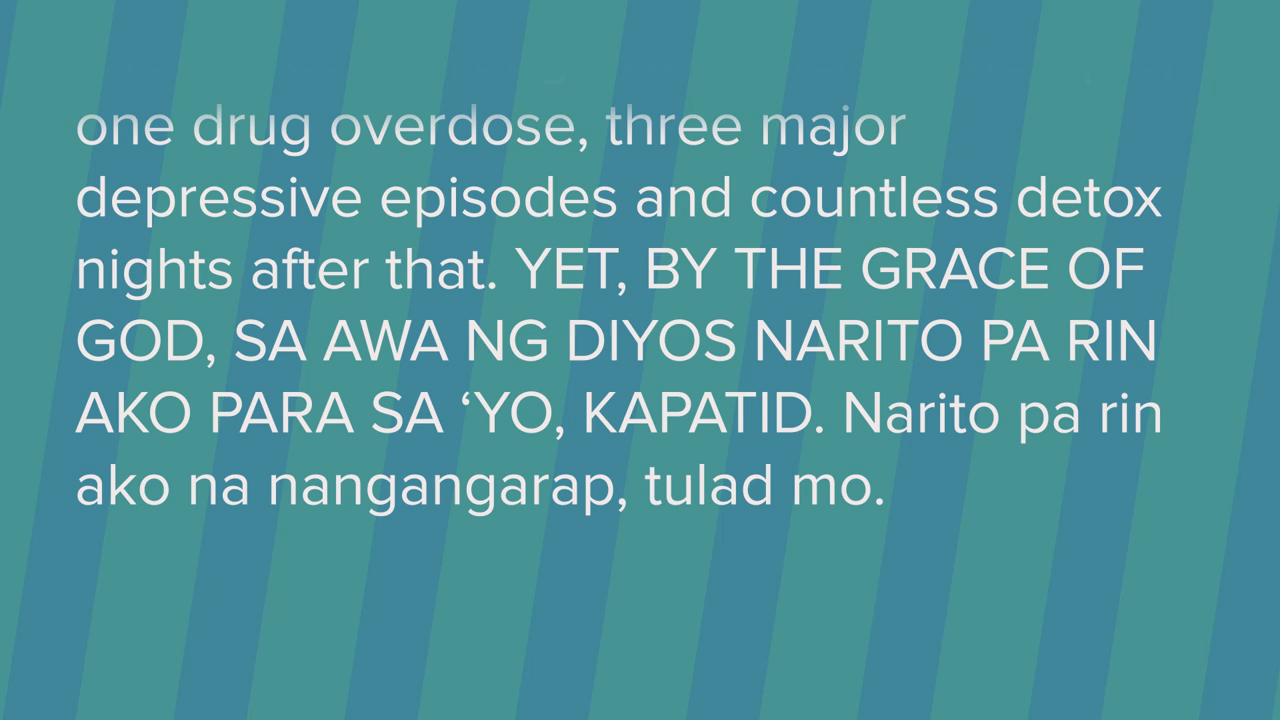 one drug overdose, three major
depressive episodes and countless detox
nights after that. YET, BY THE GRACE OF
GOD, SA AWA NG DIYOS NARITO PA RIN
AKO PARA SA ‘YO, KAPATID. Narito pa rin
ako na nangangarap, tulad mo.